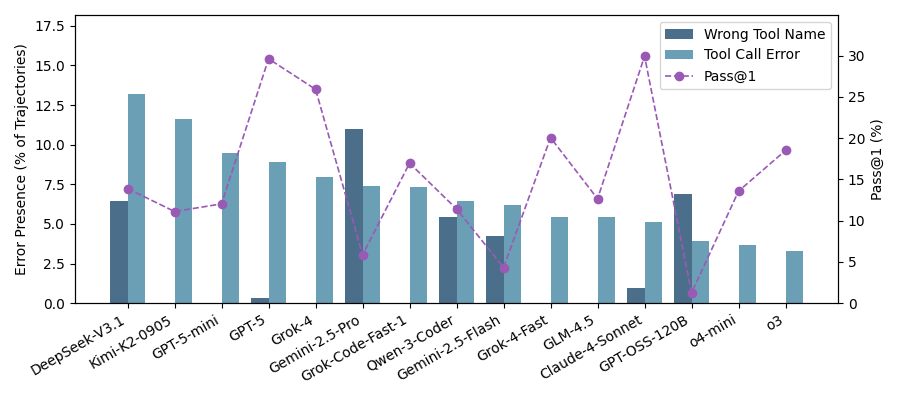 Error Presence (% of Trajectories)
17.5
15.0
12.5
10.0
7.5
5.0
2.5
0.0
Wrong Tool Name
Tool Call Error
Pass@1
30
25
20
15
10
5
0
Pass@1 (%)
DeepSeek-V3.1
Kimi-K2-0905
GPT-5-mini
GPT-5
Grok-4
Gemini-2.5-Pro
Grok-Code-Fast-1
Qwen-3-Coder
Gemini-2.5-Flash
Grok-4-Fast
GLM-4.5
Claude-4-Sonnet
GPT-OSS-120B
o4-mini
o3